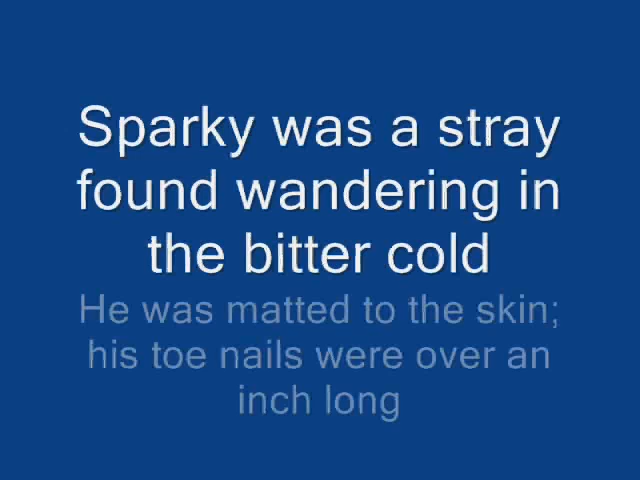 Sparky was a stray
found wandering in
the bitter cold
He was matted to the skin;
his toe nails were over an
inch long